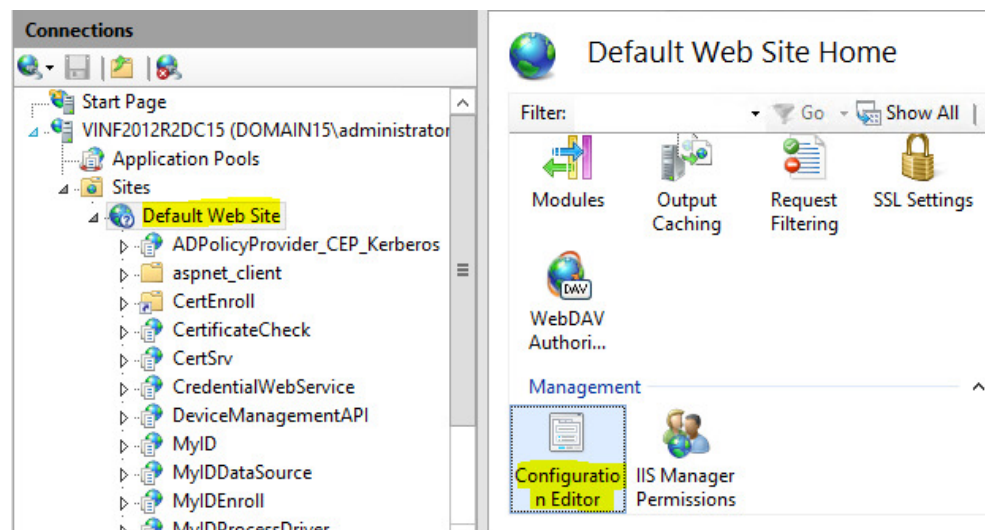 Connections
Start Page
VINF2012R2DC15 (DOMAIN15\administrator
Application Pools
Sites
Default Web Site
ADPolicyProvider_CEP_Kerberos
aspnet_client
CertEnroll
CertificateCheck
CertSrv
CredentialWebService
DeviceManagementAPI
MyID
MyIDDataSource
MyIDEnroll
MyIDProcessDriver
Default Web Site Home
Filter: Go Show All
Modules
Output
Caching
Request
Filtering
SSL Settings
DAV
WebDAV
Authori...
Management
Configuratio
n Editor
IIS Manager
Permissions